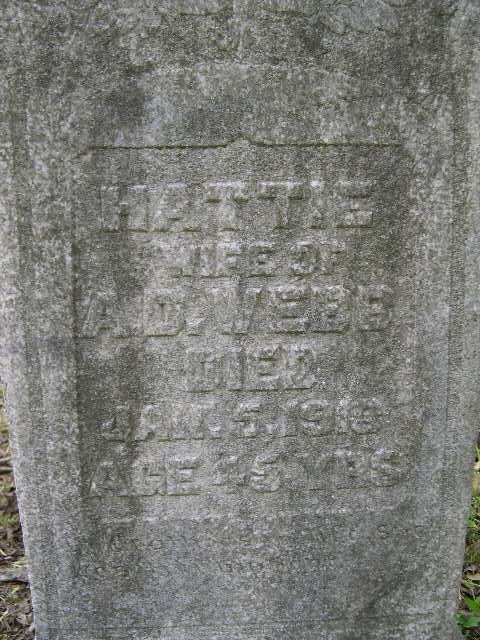 HATTIE
WIFE OF
A.D. WEBB
DIED
JAN. 5, 1918
AGE 45 YRS